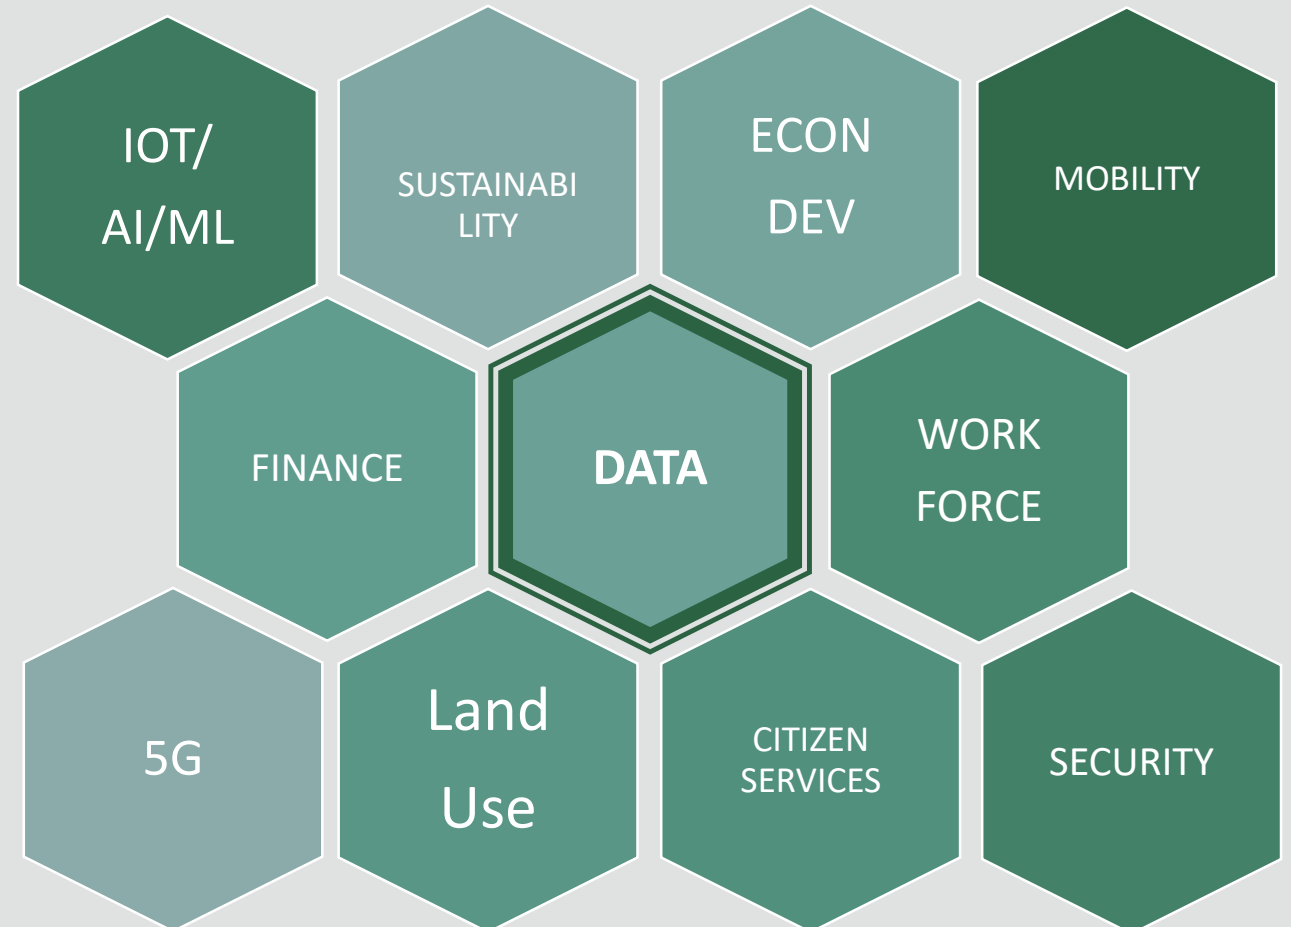 IOT/
AI/ML
SUSTAINABI
LITY
ECON
DEV
MOBILITY
FINANCE
DATA
WORK
FORCE
5G
Land
Use
CITIZEN
SERVICES
SECURITY